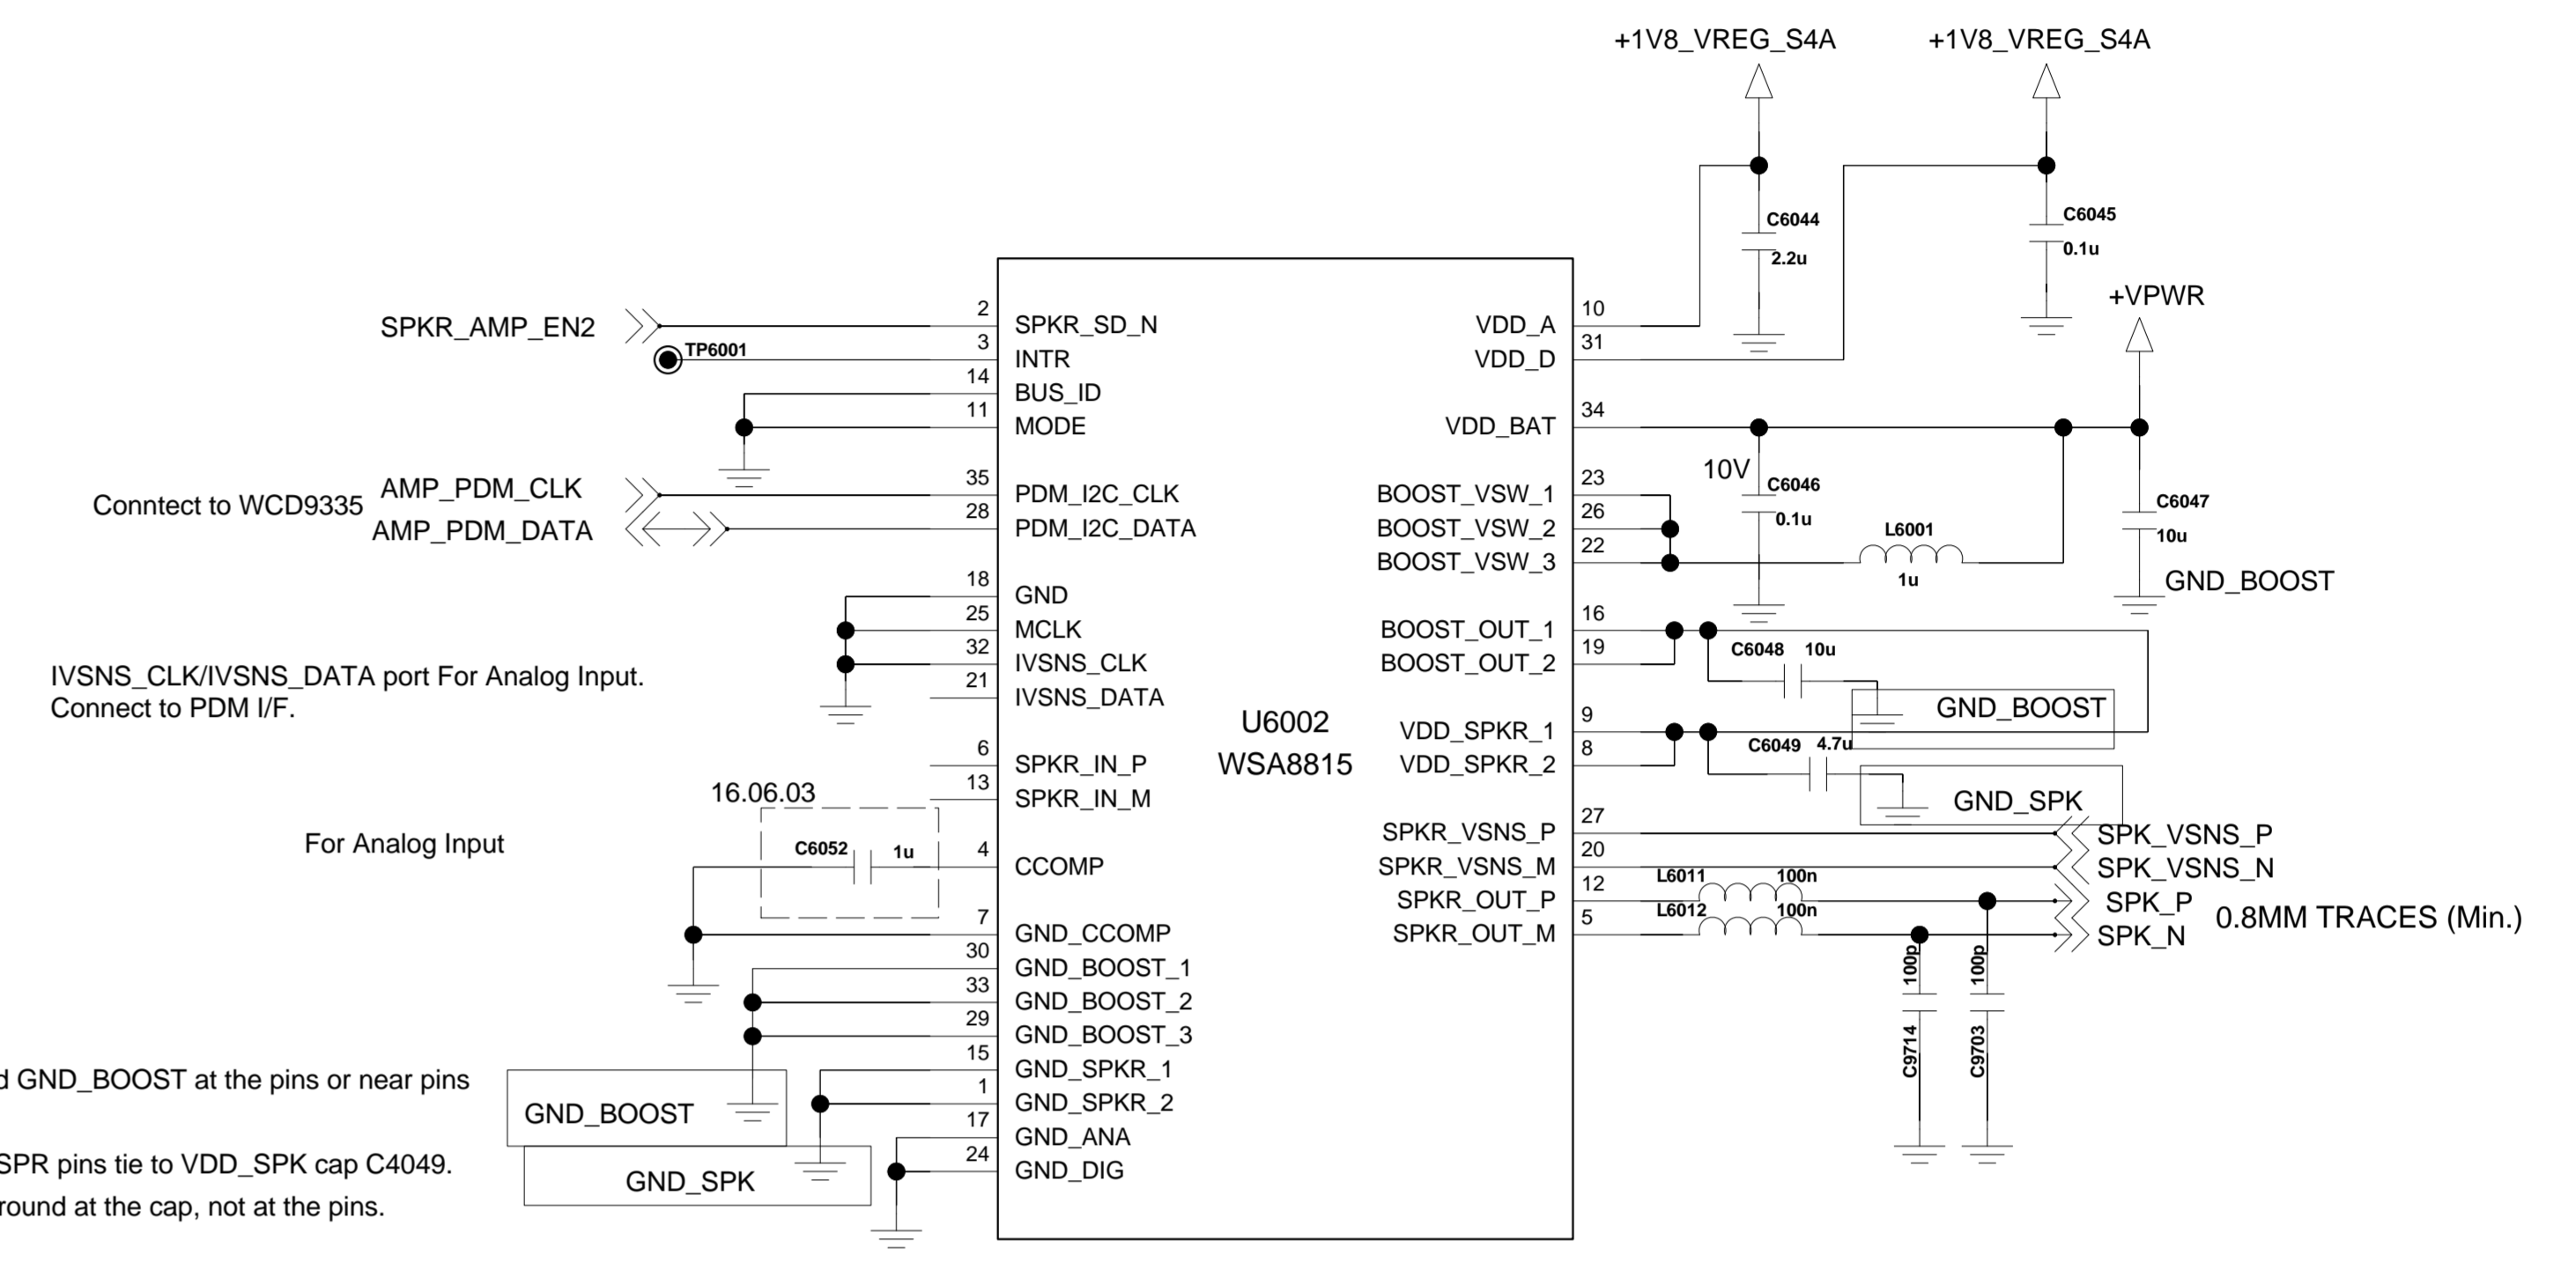 +1V8_VREG_S4A
+1V8_VREG_S4A
C6044
2.2u
C6045
0.1u
+VPWR
SPKR_AMP_EN2
2
SPKR_SD_N
VDD_A
10
TP6001
3
INTR
VDD_D
31
14
BUS_ID
11
MODE
VDD_BAT
34
10V
C6046
0.1u
C6047
10u
GND_BOOST
Conntect to WCD9335
AMP_PDM_CLK
35
PDM_I2C_CLK
BOOST_VSW_1
23
AMP_PDM_DATA
28
PDM_I2C_DATA
BOOST_VSW_2
26
BOOST_VSW_3
22
L6001
1u
18
GND
25
MCLK
BOOST_OUT_1
16
32
IVSNS_CLK
BOOST_OUT_2
19
C6048
10u
IVSNS_CLK/IVSNS_DATA port For Analog Input.
Connect to PDM I/F.
21
IVSNS_DATA
GND_BOOST
U6002
WSA8815
VDD_SPKR_1
9
6
SPKR_IN_P
VDD_SPKR_2
8
C6049
4.7u
13
SPKR_IN_M
GND_SPK
16.06.03
For Analog Input
C6052
1u
4
CCOMP
SPKR_VSNS_P
27
SPK_VSNS_P
SPKR_VSNS_M
20
SPK_VSNS_N
L6011
100n
SPKR_OUT_P
12
SPK_P
L6012
100n
7
GND_CCOMP
SPKR_OUT_M
5
SPK_N
0.8MM TRACES (Min.)
100p
C9714
100p
C9703
30
GND_BOOST_1
33
GND_BOOST_2
29
GND_BOOST_3
15
GND_SPKR_1
1
GND_SPKR_2
17
GND_ANA
24
GND_DIG
GND_BOOST at the pins or near pins
GND_BOOST
SPR pins tie to VDD_SPK cap C4049.
GND_SPK
round at the cap, not at the pins.